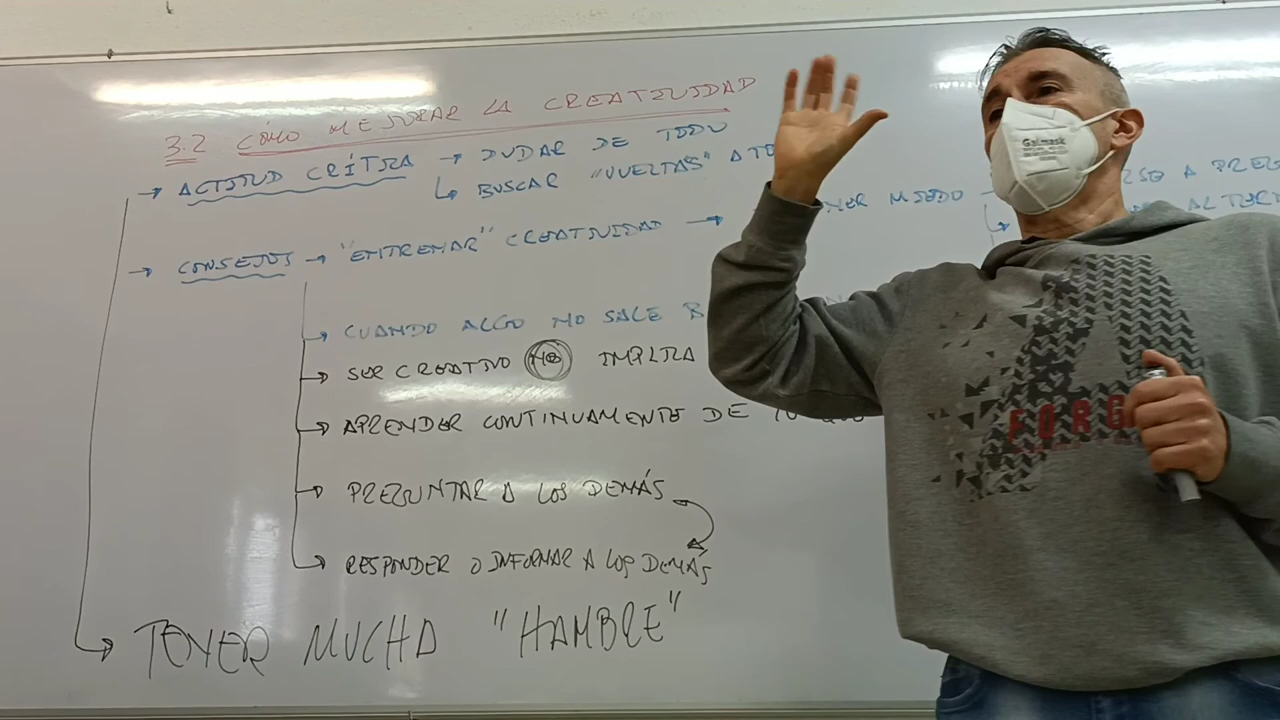 3.2 CÓMO MEJORAR LA CREATIVIDAD
→ ACTITUD CRÍTICA → DUDAR DE TODO
↳ BUSCAR "VUELTAS" A
→ CONSEJOS → "ENTRENAR" CREATIVIDAD → MIEDO
→ CUANDO ALGO NO SALE
→ SER CREATIVO NO IMPLICA
→ APRENDER CONTINUAMENTE DE
→ PREGUNTAR A LOS DEMÁS
→ RESPONDER O INFORMAR A LOS DEMÁS
→ TENER MUCHA "HAMBRE"
Galmask
FORG